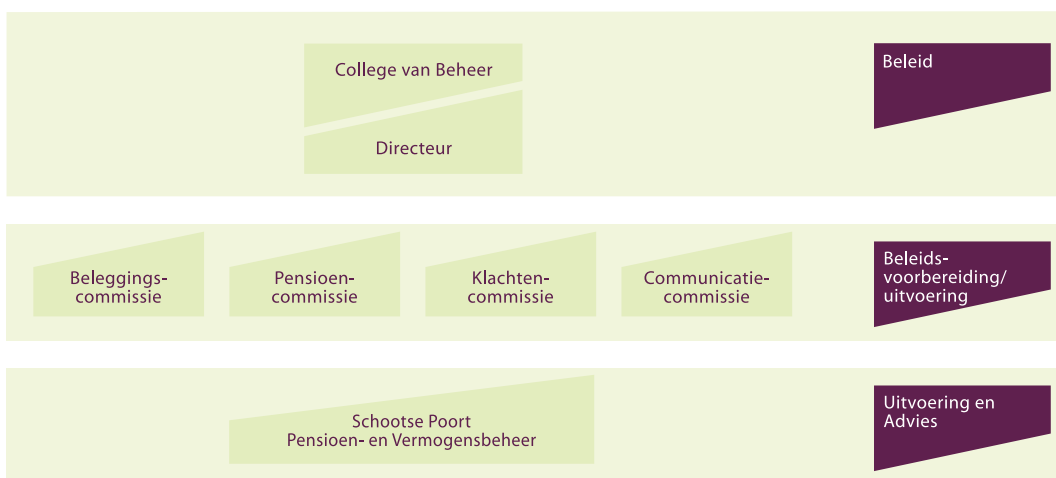 College van Beheer
Directeur
Beleid
Beleggings-
commissie
Pensioen-
commissie
Klachten-
commissie
Communicatie-
commissie
Beleids-
voorbereiding/
uitvoering
Schootse Poort
Pensioen- en Vermogensbeheer
Uitvoering en
Advies